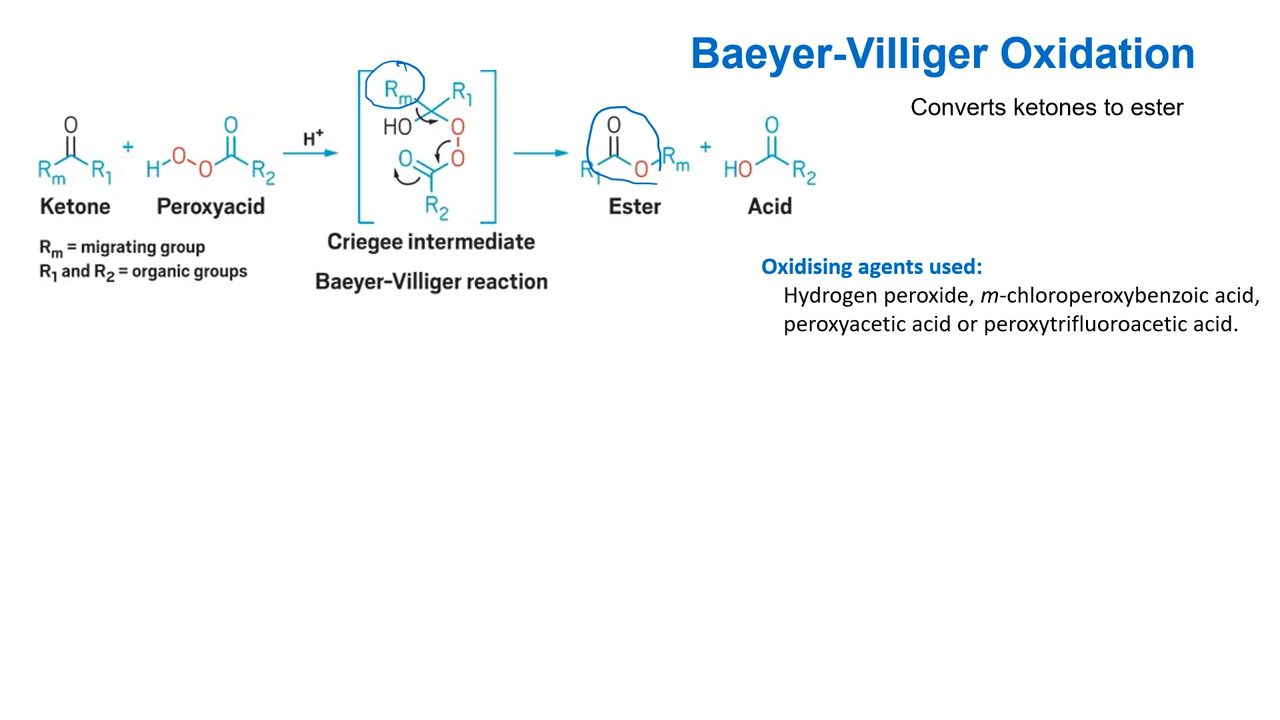 Baeyer-Villiger Oxidation
Converts ketones to ester
O
Rm R1
+
H O O O R2
H+
Rm R1
HO O
O O
R2
O
R1 O Rm
+
O
HO R2
Ketone Peroxyacid
Criegee intermediate
Ester Acid
Rm = migrating group
R1 and R2 = organic groups
Baeyer–Villiger reaction
Oxidising agents used:
Hydrogen peroxide, m-chloroperoxybenzoic acid,
peroxyacetic acid or peroxytrifluoroacetic acid.